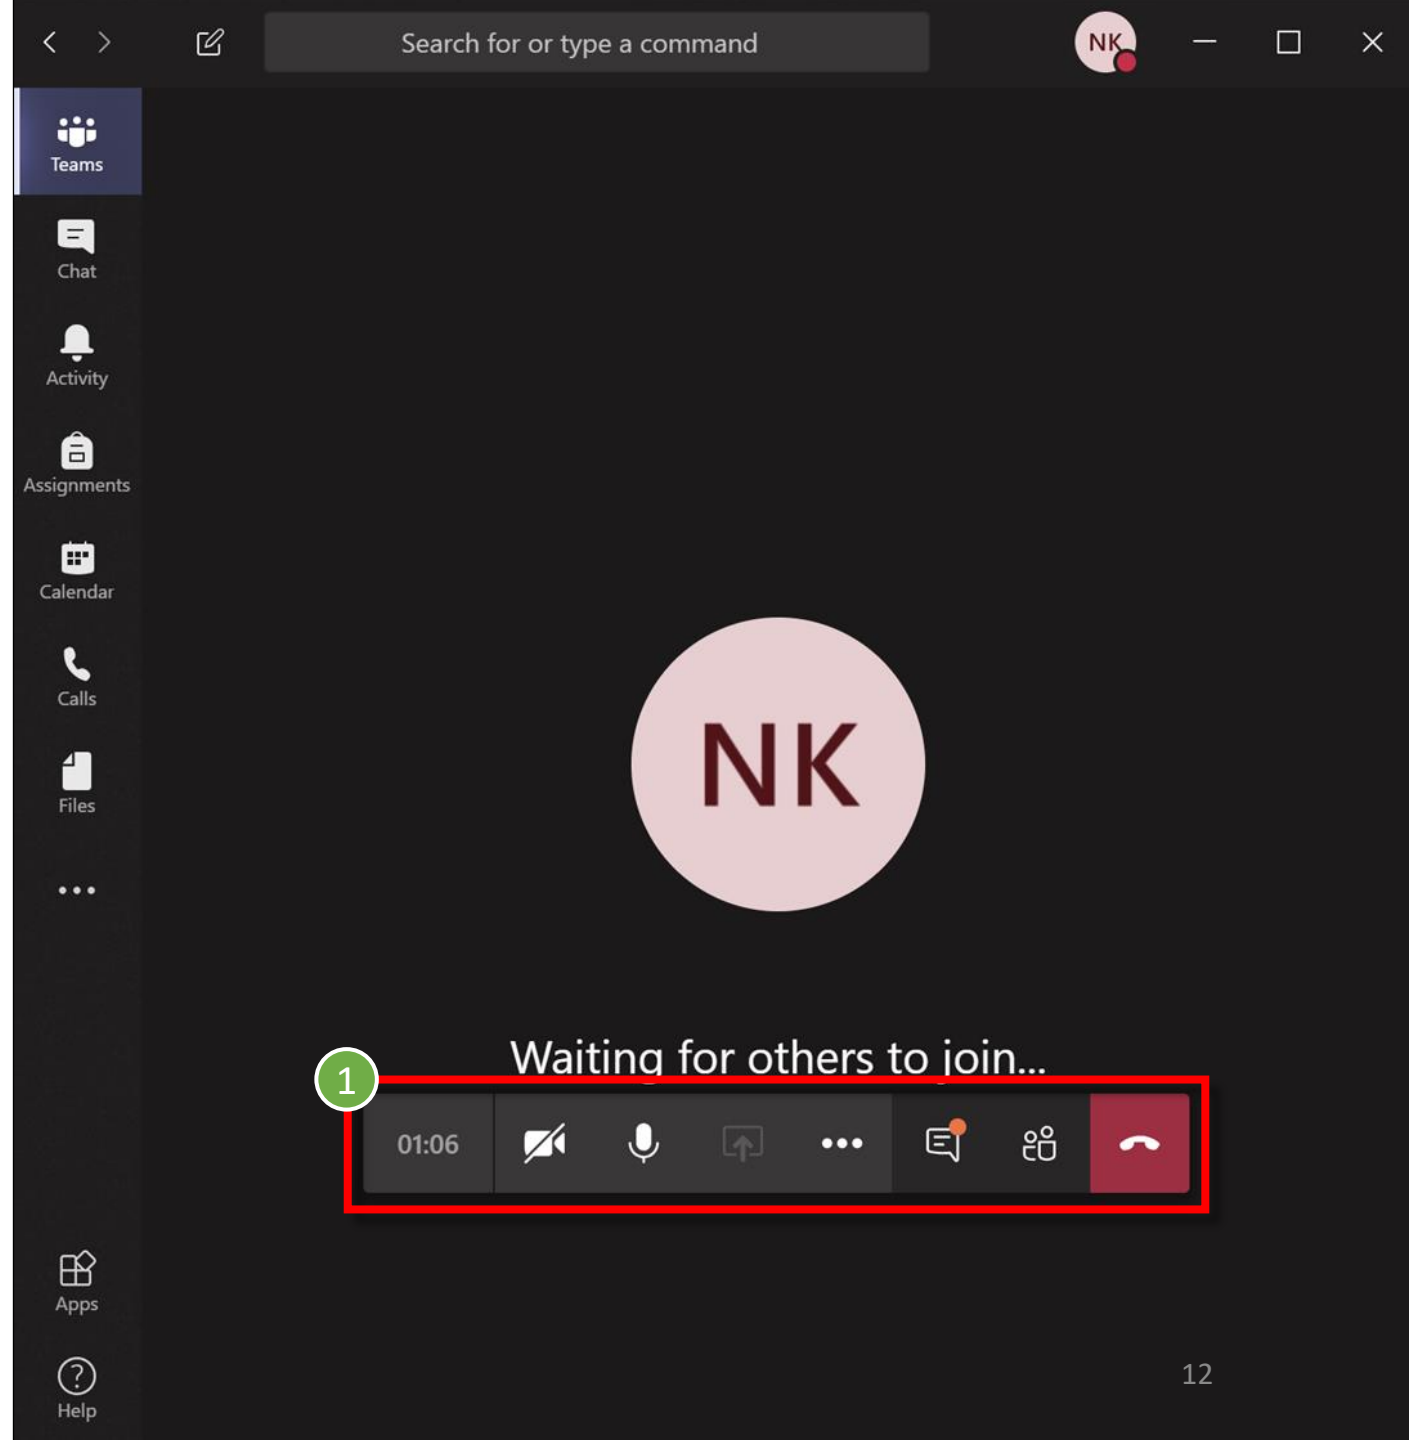 Search for or type a command
NK
Teams
Chat
Activity
Assignments
Calendar
Calls
Files
NK
Waiting for others to join...
1
01:06
Apps
Help
12